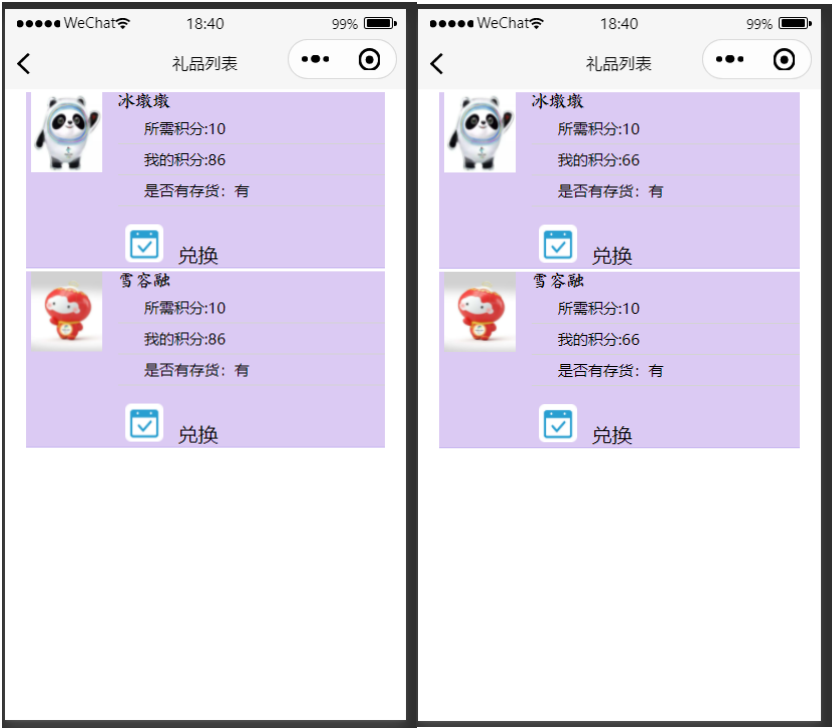 WeChat 18:40 99%
礼品列表
冰墩墩
所需积分:10
我的积分:86
是否有存货：有
兑换
雪容融
所需积分:10
我的积分:86
是否有存货：有
兑换
WeChat 18:40 99%
礼品列表
冰墩墩
所需积分:10
我的积分:66
是否有存货：有
兑换
雪容融
所需积分:10
我的积分:66
是否有存货：有
兑换